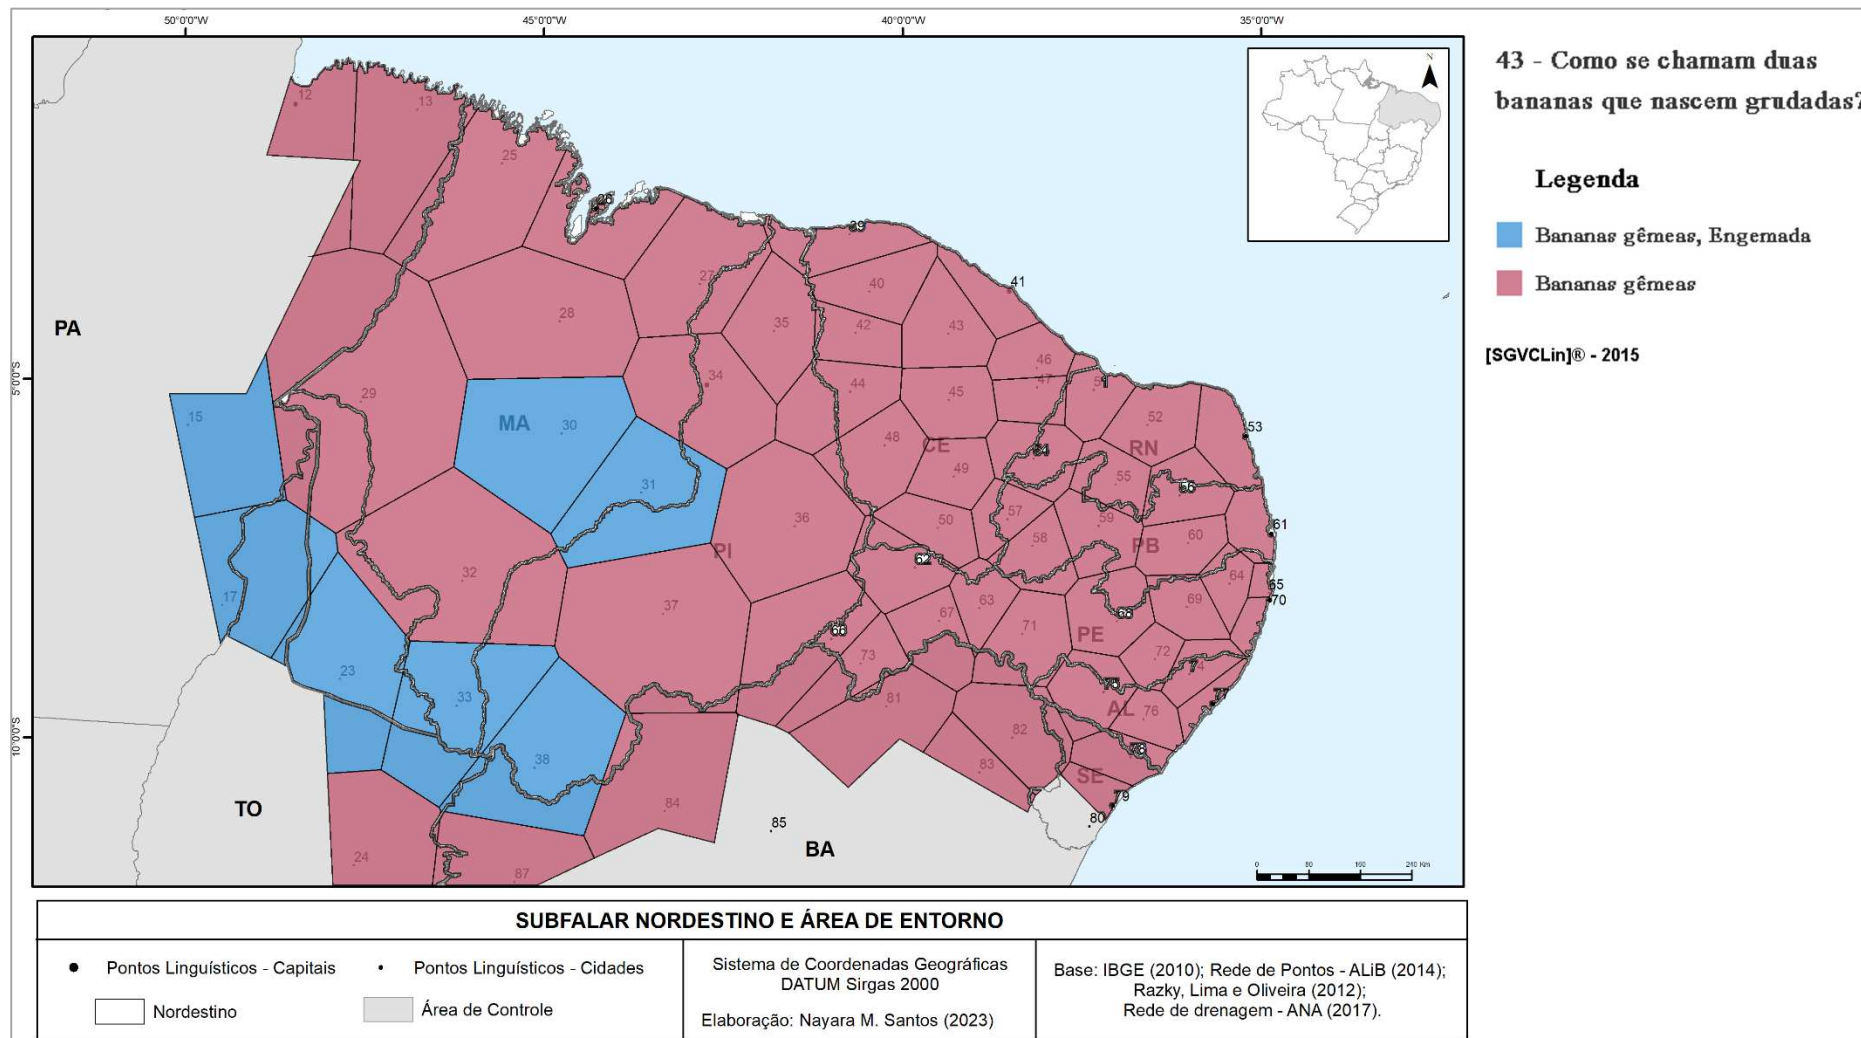 50°0'0"W
45°0'0"W
40°0'0"W
35°0'0"W
5°0'0"S
10°0'0"S
43 - Como se chamam duas
bananas que nascem grudadas?
Legenda
Bananas gêmeas, Engemada
Bananas gêmeas
[SGVCLin]® - 2015
N
PA
MA
PI
CE
RN
PB
PE
AL
SE
TO
BA
12
13
25
26
27
28
29
30
31
32
33
34
35
36
37
38
39
40
41
42
43
44
45
46
47
48
49
50
52
53
55
57
58
59
60
61
62
63
64
65
66
67
68
69
70
71
72
73
75
76
77
78
79
80
81
82
83
84
85
87
15
17
23
24
0
80
160
240 Km
SUBFALAR NORDESTINO E ÁREA DE ENTORNO
Pontos Linguísticos - Capitais
Pontos Linguísticos - Cidades
Nordestino
Área de Controle
Sistema de Coordenadas Geográficas
DATUM Sirgas 2000
Elaboração: Nayara M. Santos (2023)
Base: IBGE (2010); Rede de Pontos - ALiB (2014);
Razky, Lima e Oliveira (2012);
Rede de drenagem - ANA (2017).